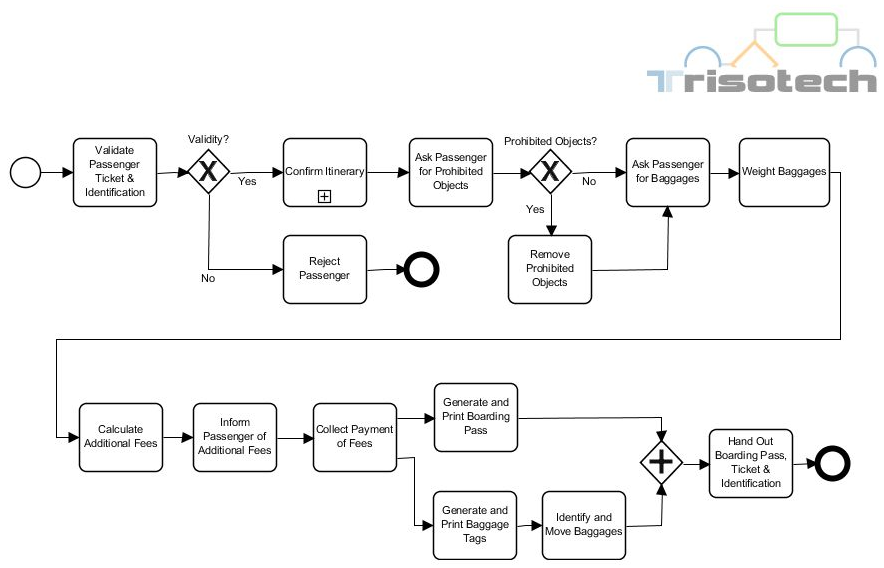 Trisotech
Validity?
Prohibited Objects?
Validate
Passenger
Ticket &
Identification
Yes
Confirm Itinerary
Ask Passenger
for Prohibited
Objects
No
Ask Passenger
for Baggages
Weight Baggages
Yes
No
Reject
Passenger
Remove
Prohibited
Objects
Calculate
Additional Fees
Inform
Passenger of
Additional Fees
Collect Payment
of Fees
Generate and
Print Boarding
Pass
Generate and
Print Baggage
Tags
Identify and
Move Baggages
Hand Out
Boarding Pass,
Ticket &
Identification